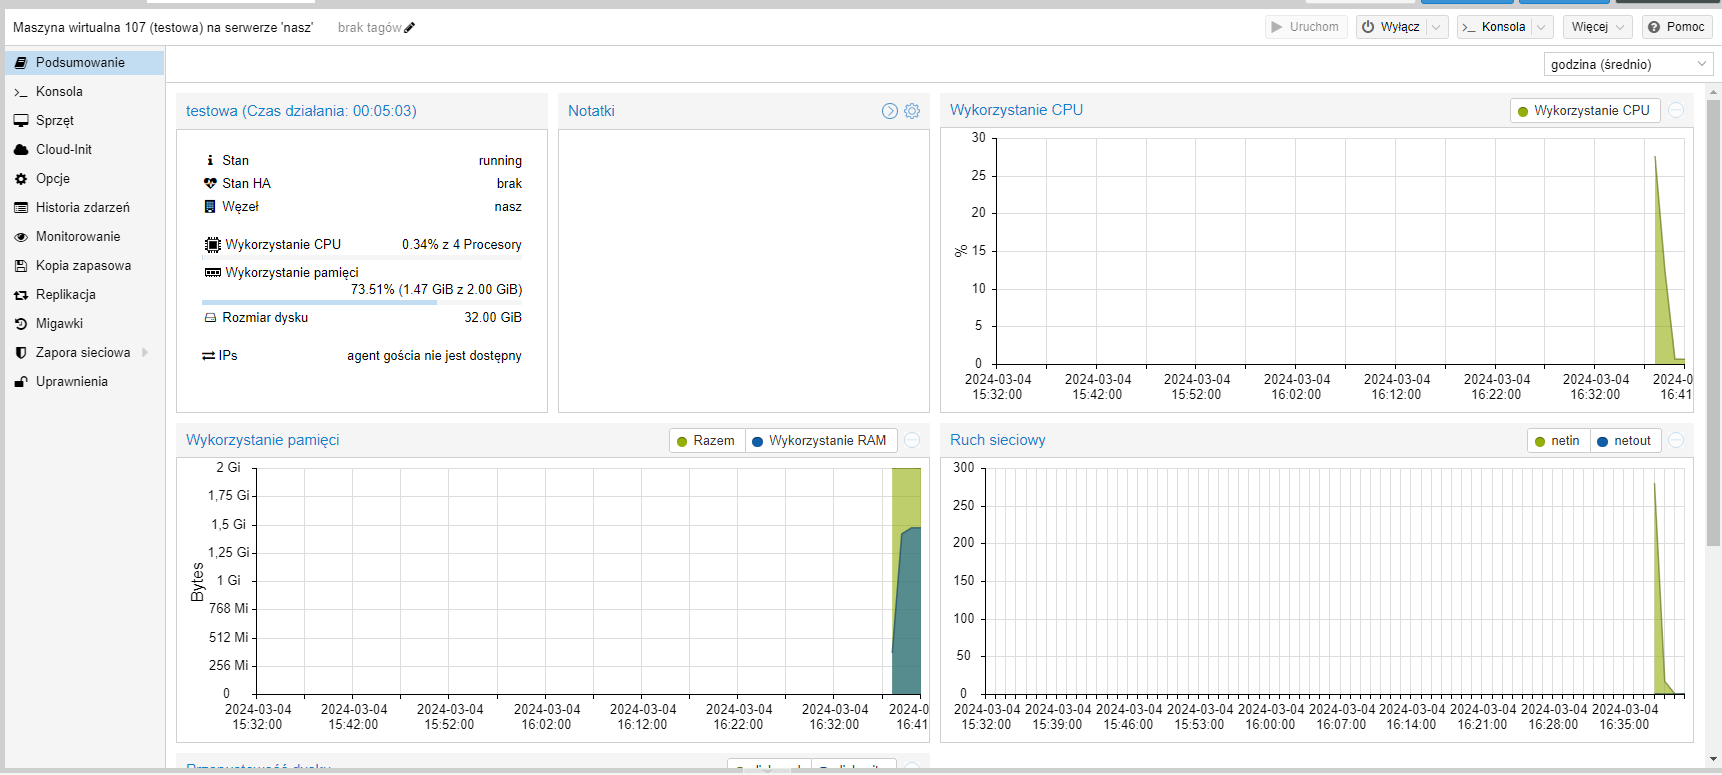 Maszyna wirtualna 107 (testowa) na serwerze 'nasz' brak tagów Uruchom Wyłącz Konsola Więcej Pomoc
godzina (średnio)
Podsumowanie
Konsola
Sprzęt
Cloud-Init
Opcje
Historia zdarzeń
Monitorowanie
Kopia zapasowa
Replikacja
Migawki
Zapora sieciowa
Uprawnienia
testowa (Czas działania: 00:05:03)
Stan running
Stan HA brak
Węzeł nasz
Wykorzystanie CPU 0.34% z 4 Procesory
Wykorzystanie pamięci
73.51% (1.47 GiB z 2.00 GiB)
Rozmiar dysku 32.00 GiB
IPs agent gościa nie jest dostępny
Notatki
Wykorzystanie CPU Wykorzystanie CPU
30
25
20
15
10
5
0
%
2024-03-04 2024-03-04 2024-03-04 2024-03-04 2024-03-04 2024-03-04 2024-03-04 2024-0
15:32:00 15:42:00 15:52:00 16:02:00 16:12:00 16:22:00 16:32:00 16:41
Wykorzystanie pamięci Razem Wykorzystanie RAM
2 Gi
1,75 Gi
1,5 Gi
1,25 Gi
1 Gi
768 Mi
512 Mi
256 Mi
0
Bytes
2024-03-04 2024-03-04 2024-03-04 2024-03-04 2024-03-04 2024-03-04 2024-03-04 2024-0
15:32:00 15:42:00 15:52:00 16:02:00 16:12:00 16:22:00 16:32:00 16:41
Ruch sieciowy netin netout
300
250
200
150
100
50
0
2024-03-04 2024-03-04 2024-03-04 2024-03-04 2024-03-04 2024-03-04 2024-03-04 2024-03-04 2024-03-04 2024-03-04
15:32:00 15:39:00 15:46:00 15:53:00 16:00:00 16:07:00 16:14:00 16:21:00 16:28:00 16:35:00